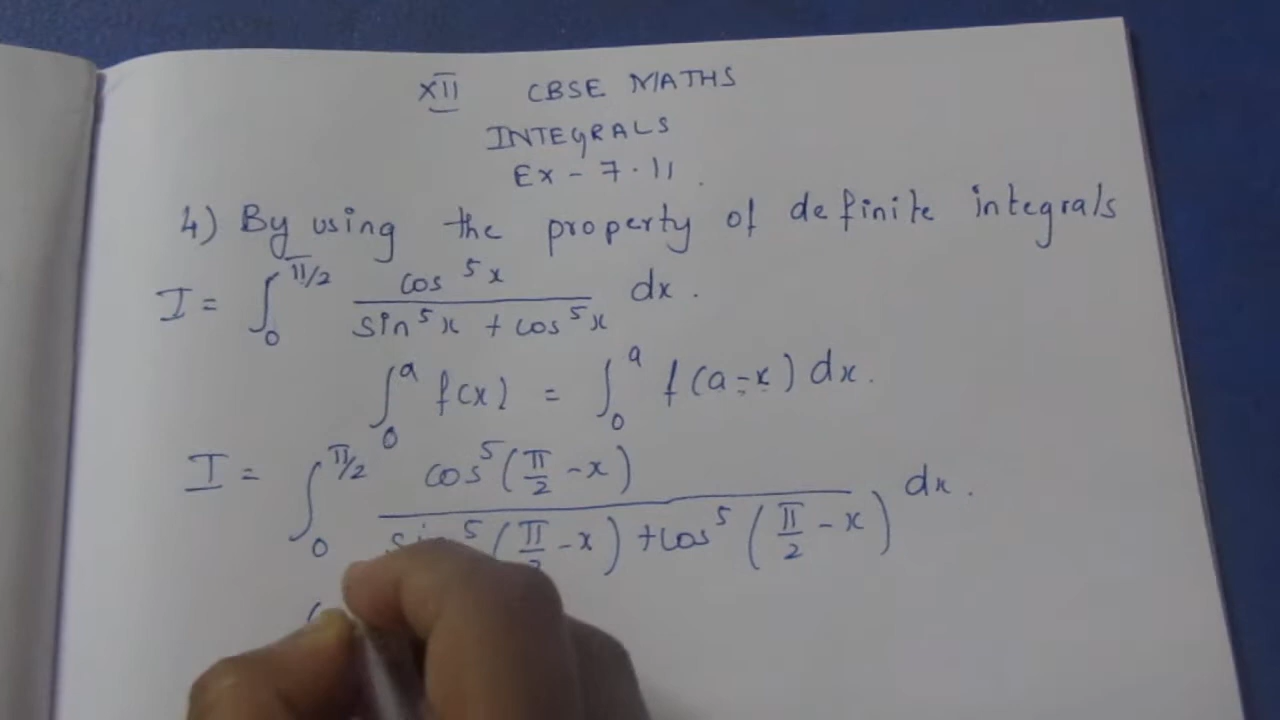 XII CBSE MATHS
INTEGRALS
Ex - 7.11.
4) By using the property of definite integrals
I = ∫₀^π/2 cos⁵x / (sin⁵x + cos⁵x) dx.
∫₀^a f(x) = ∫₀^a f(a-x) dx.
I = ∫₀^π/2 cos⁵(π/2 - x) / (sin⁵(π/2 - x) + cos⁵(π/2 - x)) dx.